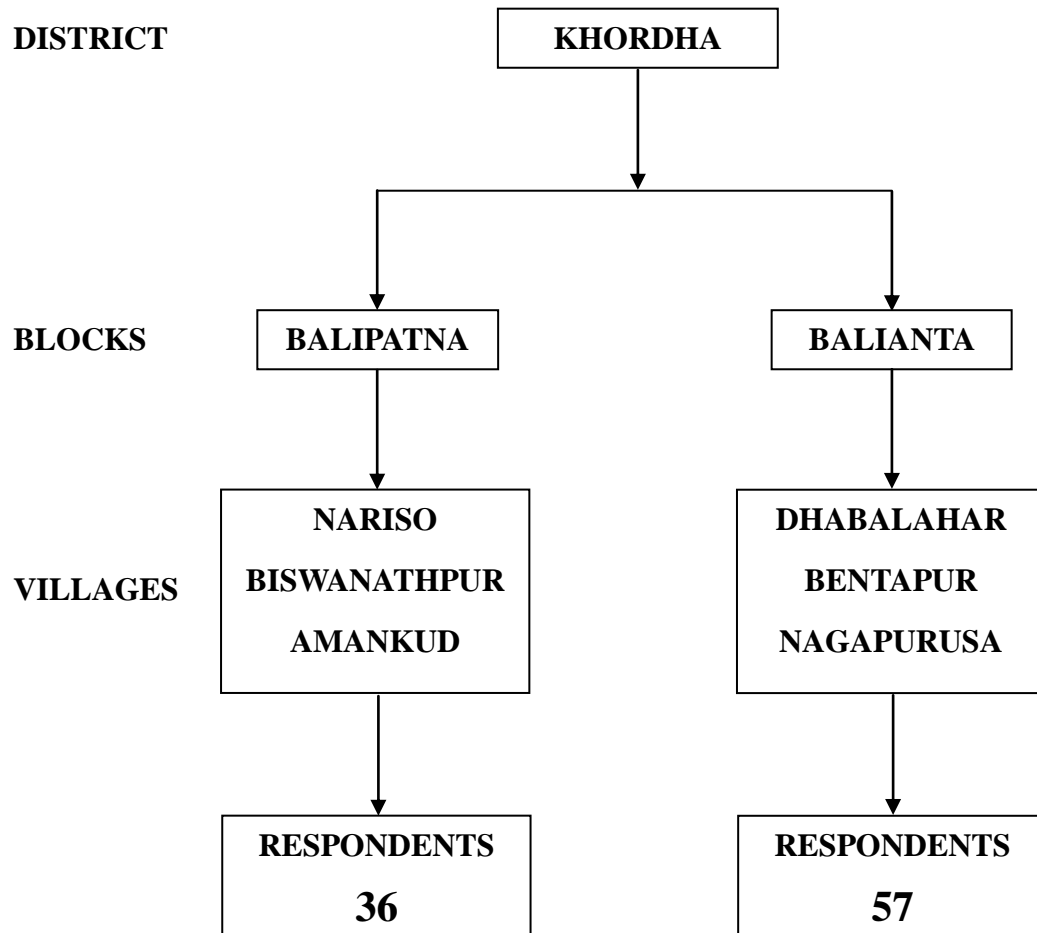 DISTRICT KHORDHA
BLOCKS BALIPATNA BALIANTA
VILLAGES
NARISO
BISWANATHPUR
AMANKUD
DHABALAHAR
BENTAPUR
NAGAPURUSA
RESPONDENTS
36
RESPONDENTS
57